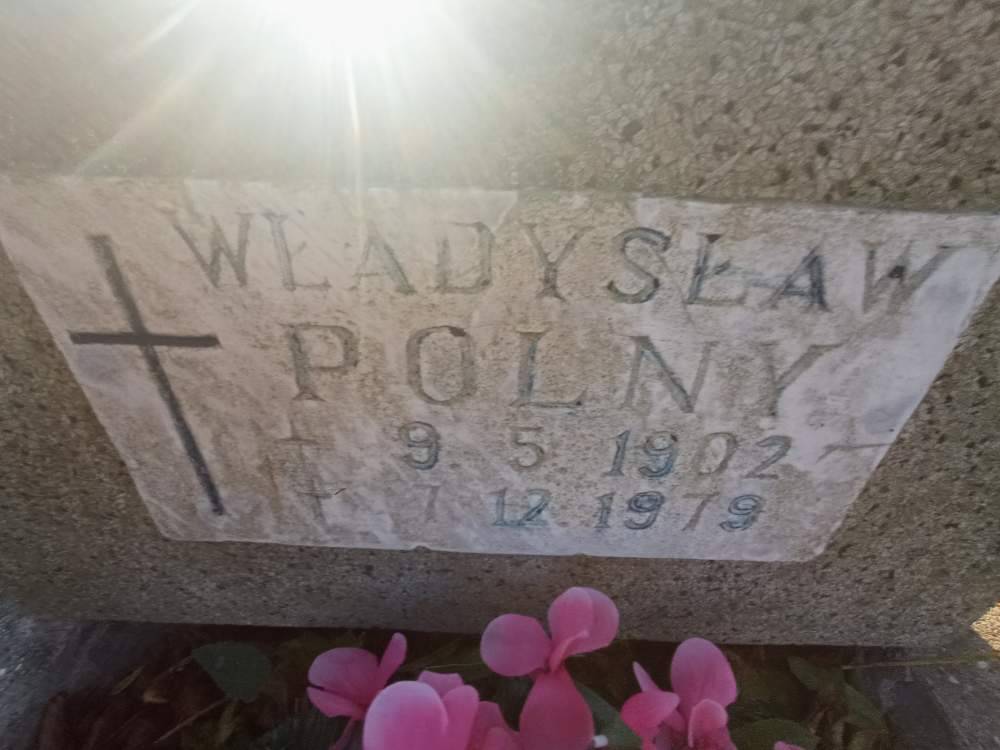 WŁADYSŁAW
POLNY
9. 5. 1902
† 7. 12. 1979